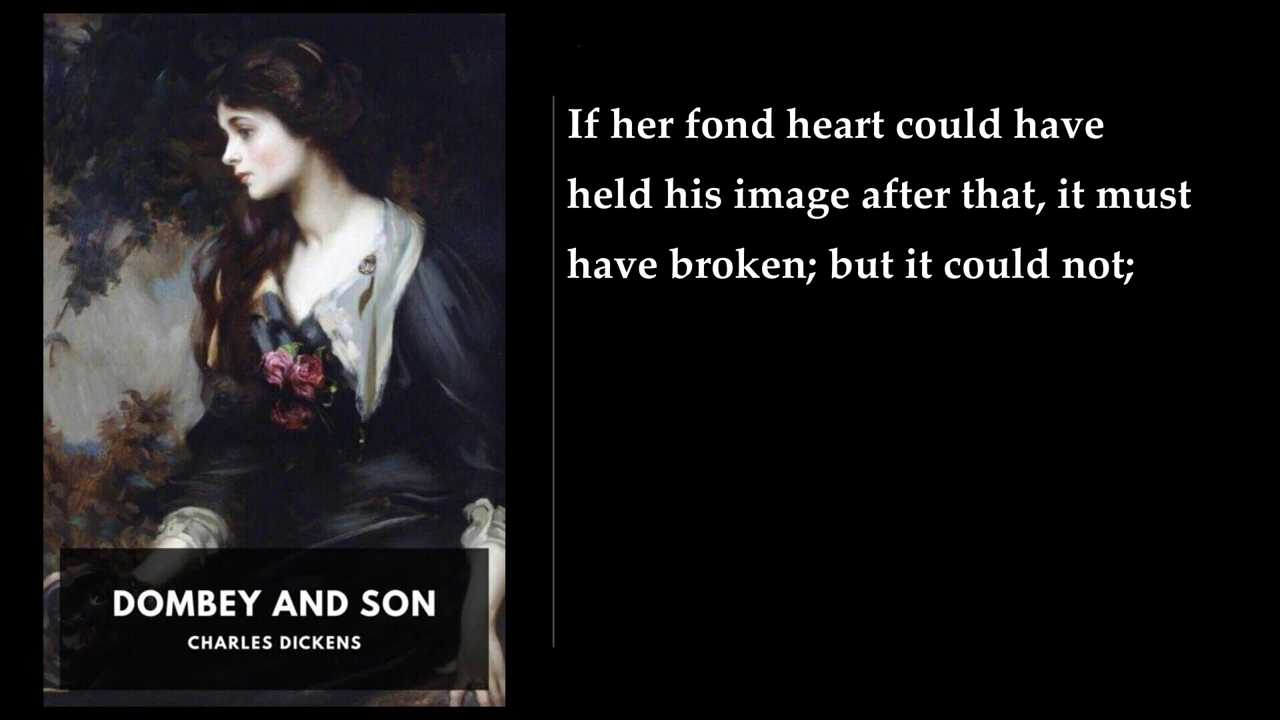 If her fond heart could have
held his image after that, it must
have broken; but it could not;
DOMBEY AND SON
CHARLES DICKENS